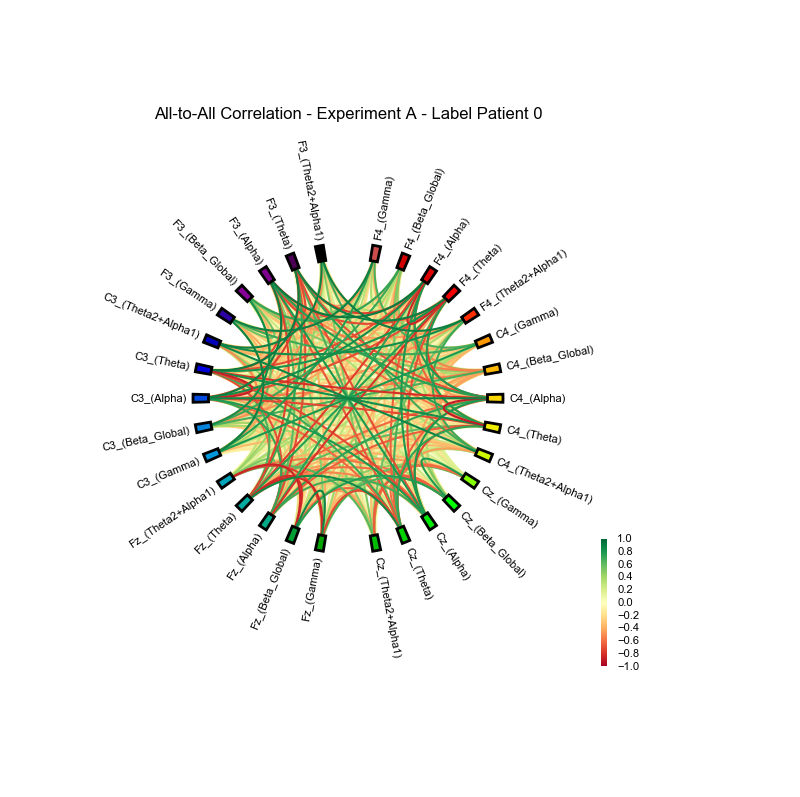 All-to-All Correlation - Experiment A - Label Patient 0
F3_(Theta2+Alpha1)
F3_(Theta)
F3_(Alpha)
F3_(Beta_Global)
F3_(Gamma)
C3_(Theta2+Alpha1)
C3_(Theta)
C3_(Alpha)
C3_(Beta_Global)
C3_(Gamma)
Fz_(Theta2+Alpha1)
Fz_(Theta)
Fz_(Alpha)
Fz_(Beta_Global)
Fz_(Gamma)
Cz_(Theta2+Alpha1)
Cz_(Theta)
Cz_(Alpha)
Cz_(Beta_Global)
Cz_(Gamma)
C4_(Theta2+Alpha1)
C4_(Theta)
C4_(Alpha)
C4_(Beta_Global)
C4_(Gamma)
F4_(Theta2+Alpha1)
F4_(Theta)
F4_(Alpha)
F4_(Beta_Global)
F4_(Gamma)
1.0
0.8
0.6
0.4
0.2
0.0
−0.2
−0.4
−0.6
−0.8
−1.0